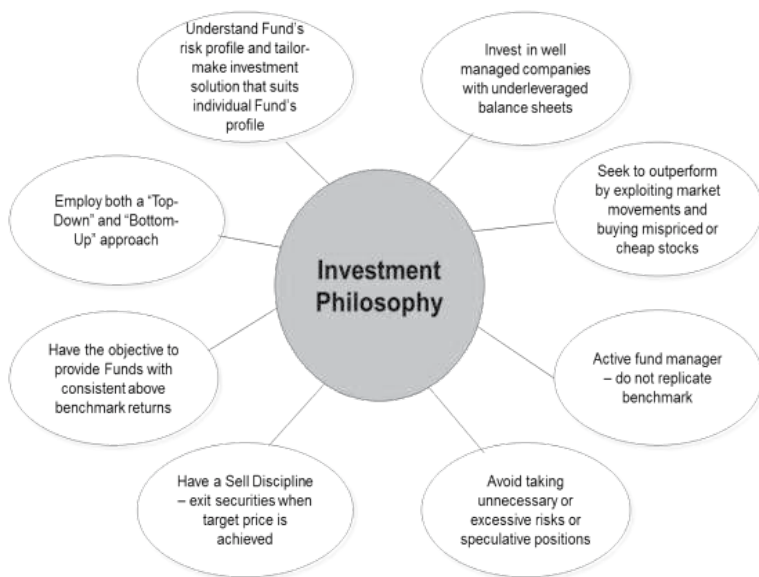 Understand Fund's
risk profile and tailor-
make investment
solution that suits
individual Fund's
profile
Invest in well
managed companies
with underleveraged
balance sheets
Seek to outperform
by exploiting market
movements and
buying mispriced or
cheap stocks
Active fund manager
– do not replicate
benchmark
Avoid taking
unnecessary or
excessive risks or
speculative positions
Have a Sell Discipline
– exit securities when
target price is
achieved
Have the objective to
provide Funds with
consistent above
benchmark returns
Employ both a "Top-
Down" and "Bottom-
Up" approach
Investment
Philosophy